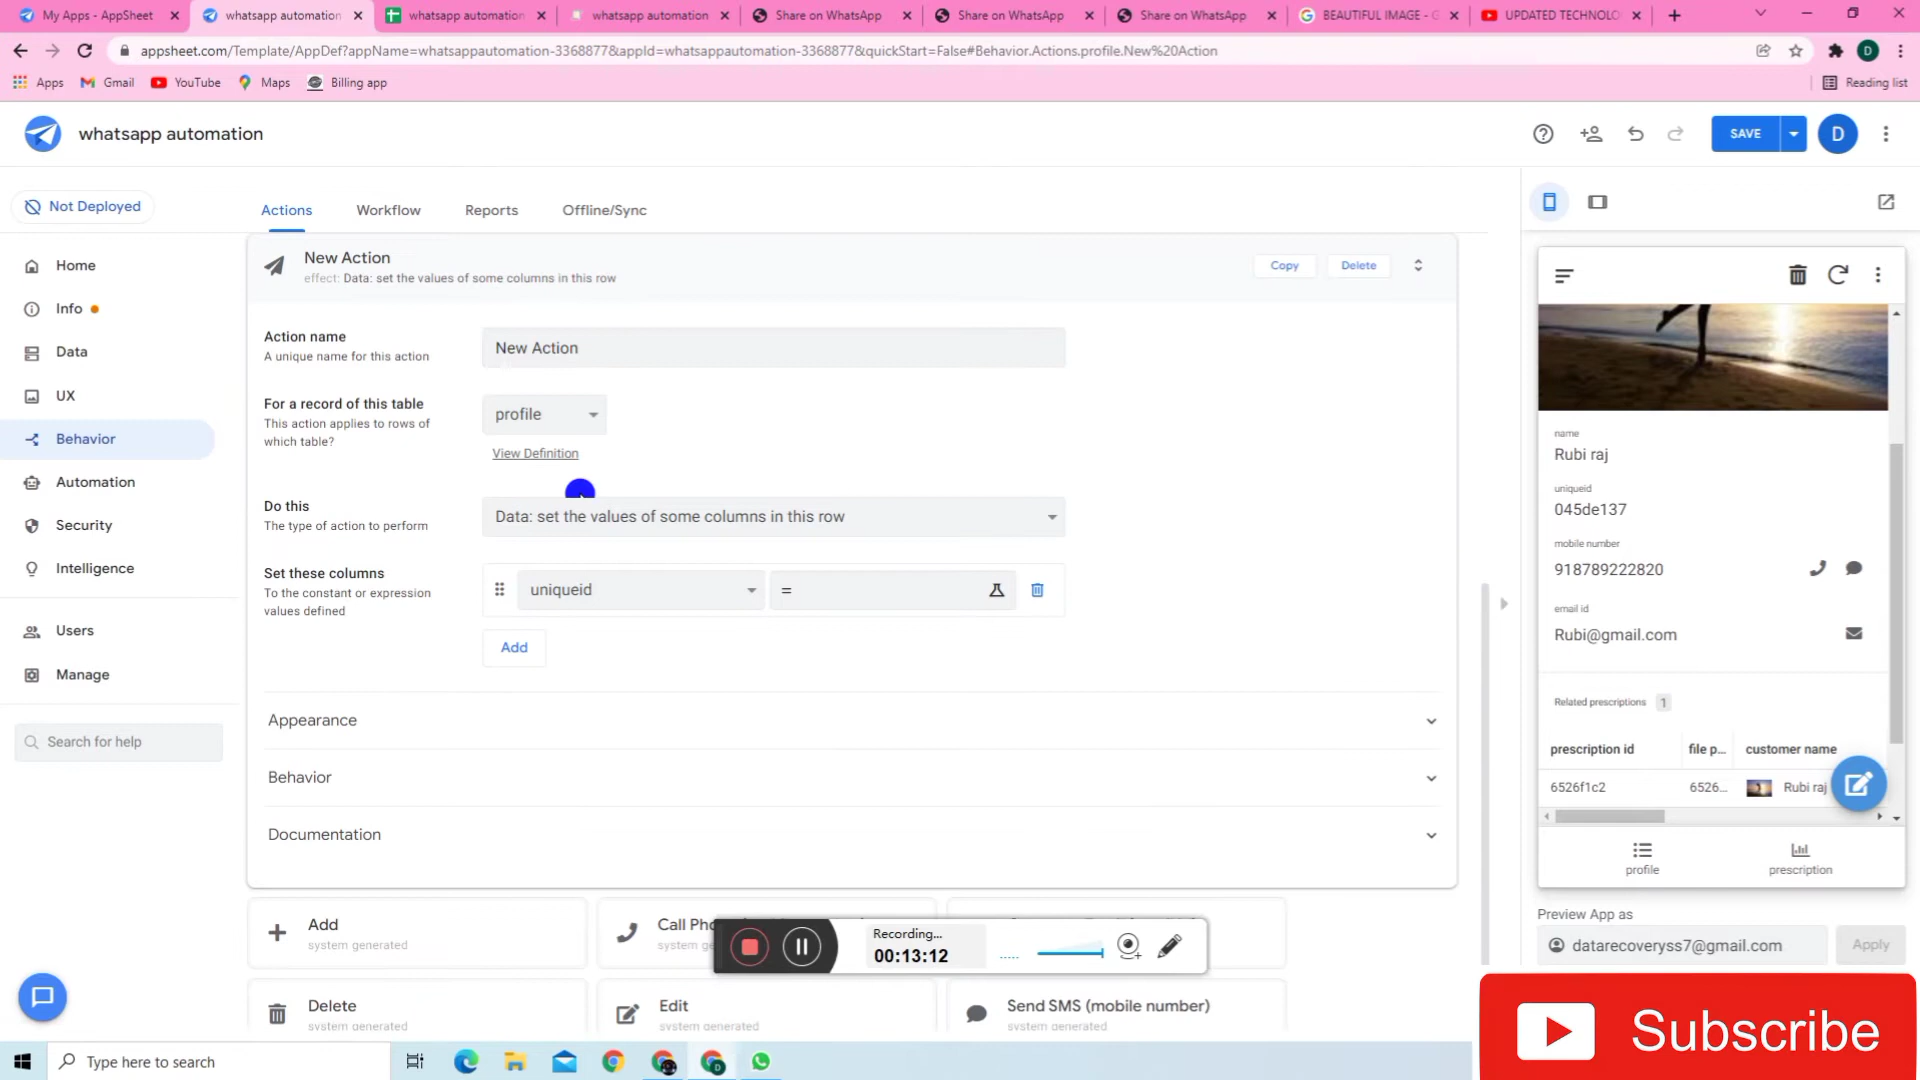 My Apps - AppSheet
whatsapp automation
whatsapp automation
whatsapp automation
Share on WhatsApp
Share on WhatsApp
Share on WhatsApp
BEAUTIFUL IMAGE - G
UPDATED TECHNOLO
appsheet.com/Template/AppDef?appName=whatsappautomation-3368877&appId=whatsappautomation-3368877&quickStart=False#Behavior.Actions.profile.New%20Action
D
Apps
Gmail
YouTube
Maps
Billing app
Reading list
whatsapp automation
SAVE
D
Not Deployed
Actions
Workflow
Reports
Offline/Sync
Home
Info
Data
UX
Behavior
Automation
Security
Intelligence
Users
Manage
Search for help
New Action
effect: Data: set the values of some columns in this row
Copy
Delete
Action name
A unique name for this action
New Action
For a record of this table
This action applies to rows of
which table?
profile
View Definition
Do this
The type of action to perform
Data: set the values of some columns in this row
Set these columns
To the constant or expression
values defined
uniqueid
=
Add
Appearance
Behavior
Documentation
Add
system generated
Call Pho
Delete
system generated
Edit
system generated
Send SMS (mobile number)
system generated
Recording...
00:13:12
name
Rubi raj
uniqueid
045de137
mobile number
918789222820
email id
Rubi@gmail.com
Related prescriptions 1
prescription id
file p...
customer name
6526f1c2
6526...
Rubi raj
profile
prescription
Preview App as
datarecoveryss7@gmail.com
Apply
Subscribe
Type here to search